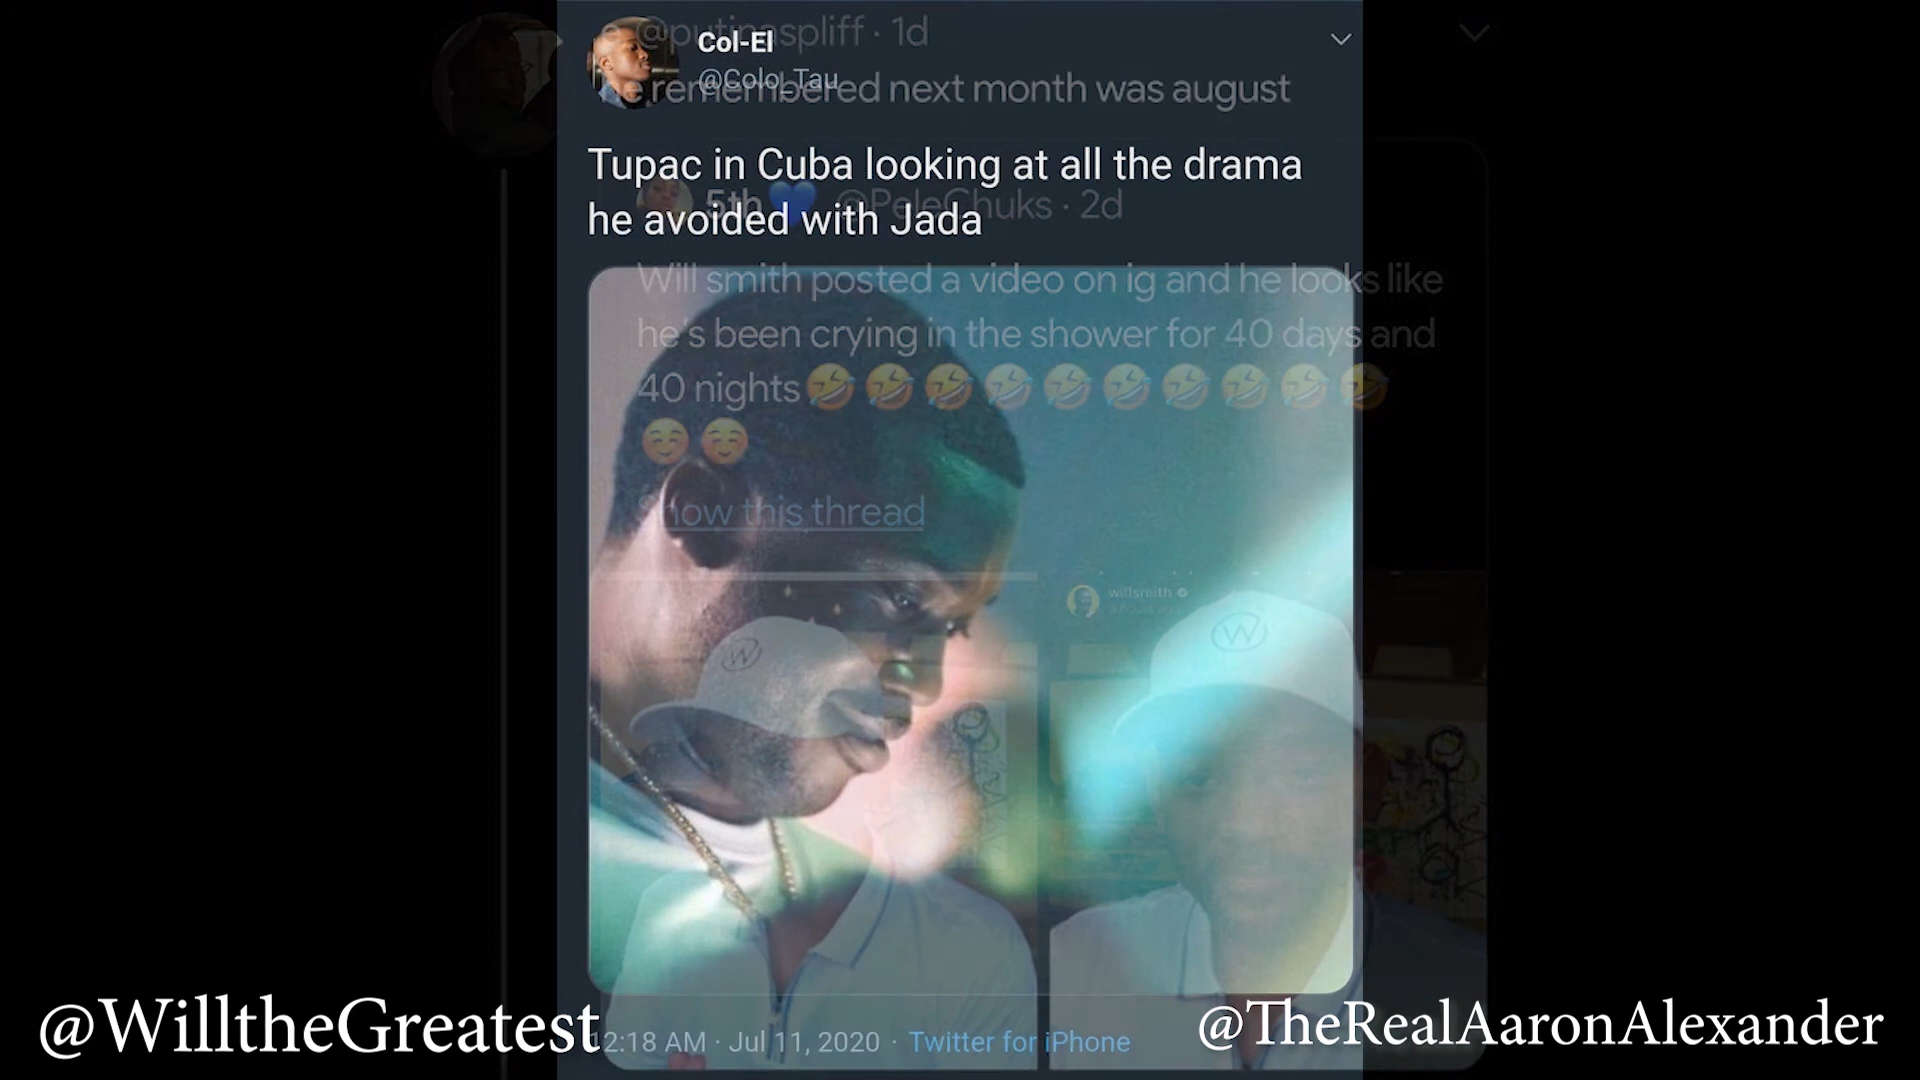 @putinaspliff · 1d
remembered next month was august
Col-El
@Colo_Tau
Tupac in Cuba looking at all the drama
he avoided with Jada
5th 💙 @PeleChuks · 2d
Will smith posted a video on ig and he looks like
he's been crying in the shower for 40 days and
40 nights 🤣🤣🤣🤣🤣🤣🤣🤣🤣🤣
☺️☺️
Show this thread
willsmith
W
W
12:18 AM · Jul 11, 2020 · Twitter for iPhone
@WilltheGreatest
@TheRealAaronAlexander